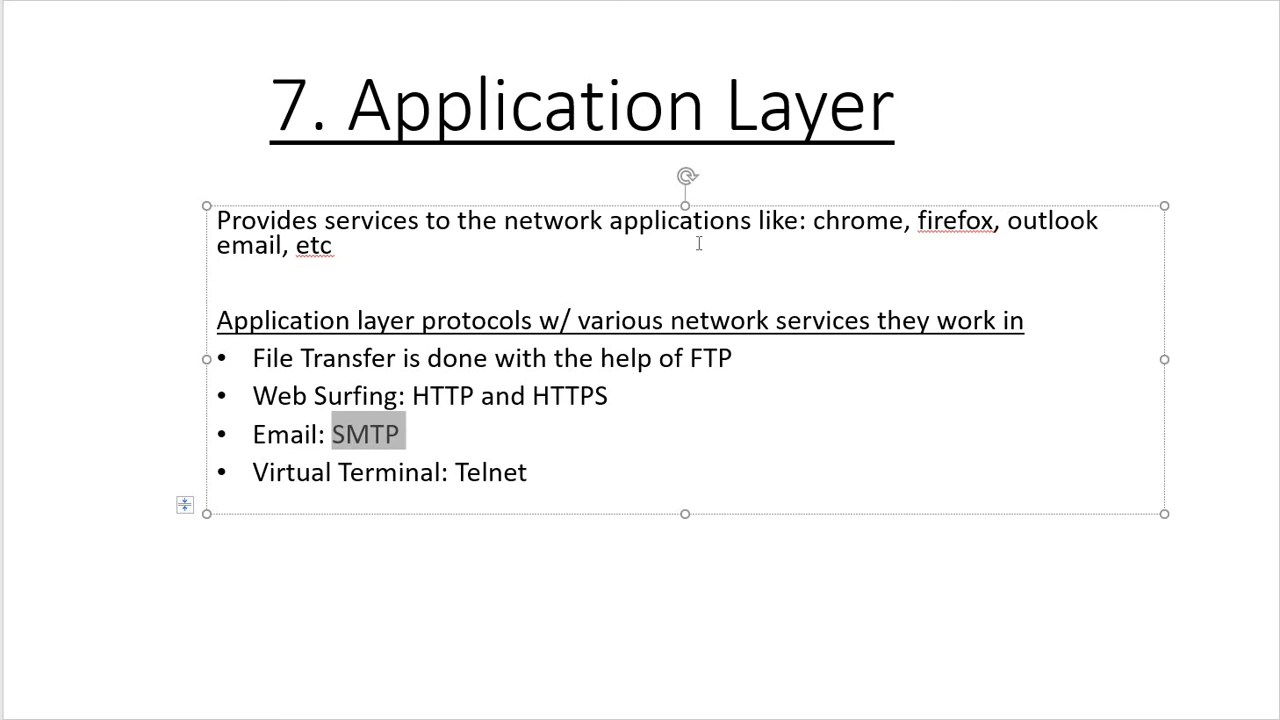 7. Application Layer
Provides services to the network applications like: chrome, firefox, outlook
email, etc
Application layer protocols w/ various network services they work in
• File Transfer is done with the help of FTP
• Web Surfing: HTTP and HTTPS
• Email: SMTP
• Virtual Terminal: Telnet